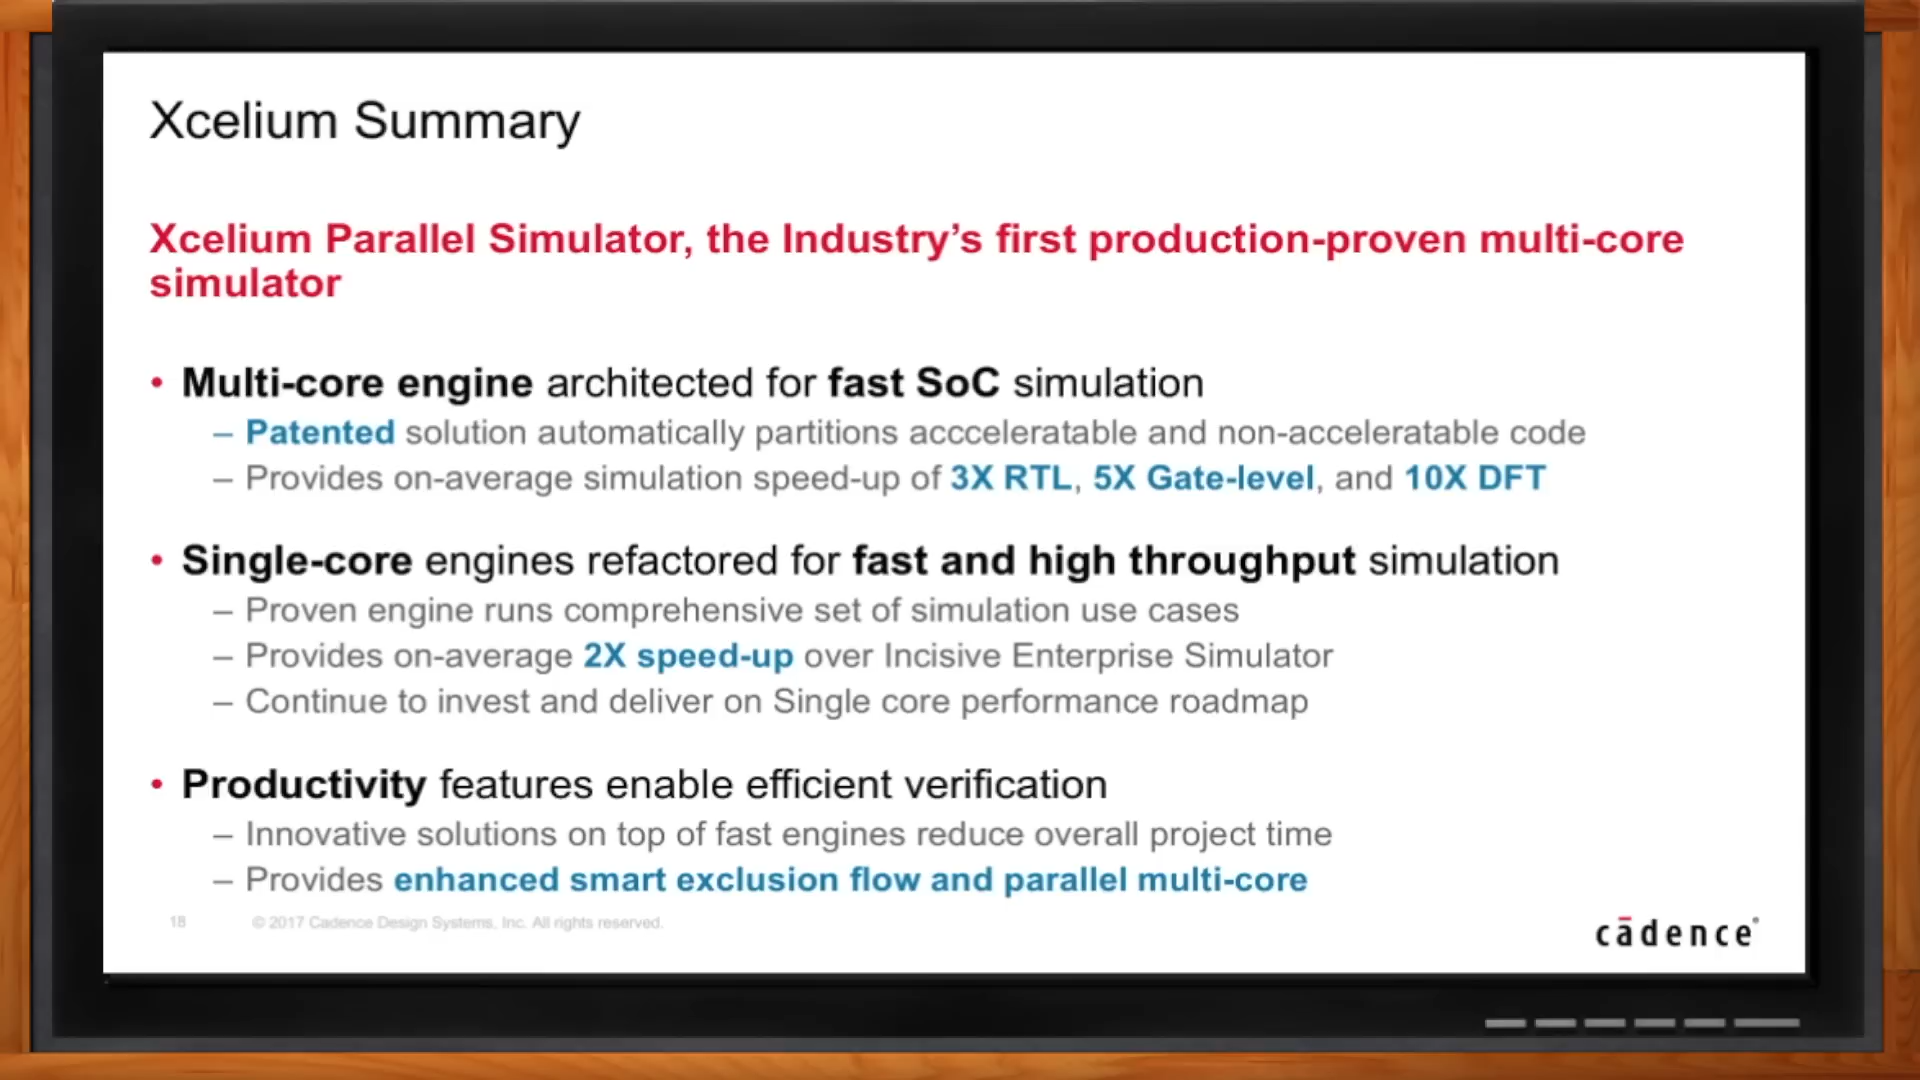 Xcelium Summary
Xcelium Parallel Simulator, the Industry’s first production-proven multi-core
simulator
• Multi-core engine architected for fast SoC simulation
– Patented solution automatically partitions accceleratable and non-acceleratable code
– Provides on-average simulation speed-up of 3X RTL, 5X Gate-level, and 10X DFT
• Single-core engines refactored for fast and high throughput simulation
– Proven engine runs comprehensive set of simulation use cases
– Provides on-average 2X speed-up over Incisive Enterprise Simulator
– Continue to invest and deliver on Single core performance roadmap
• Productivity features enable efficient verification
– Innovative solutions on top of fast engines reduce overall project time
– Provides enhanced smart exclusion flow and parallel multi-core
18 © 2017 Cadence Design Systems, Inc. All rights reserved.
cādence®